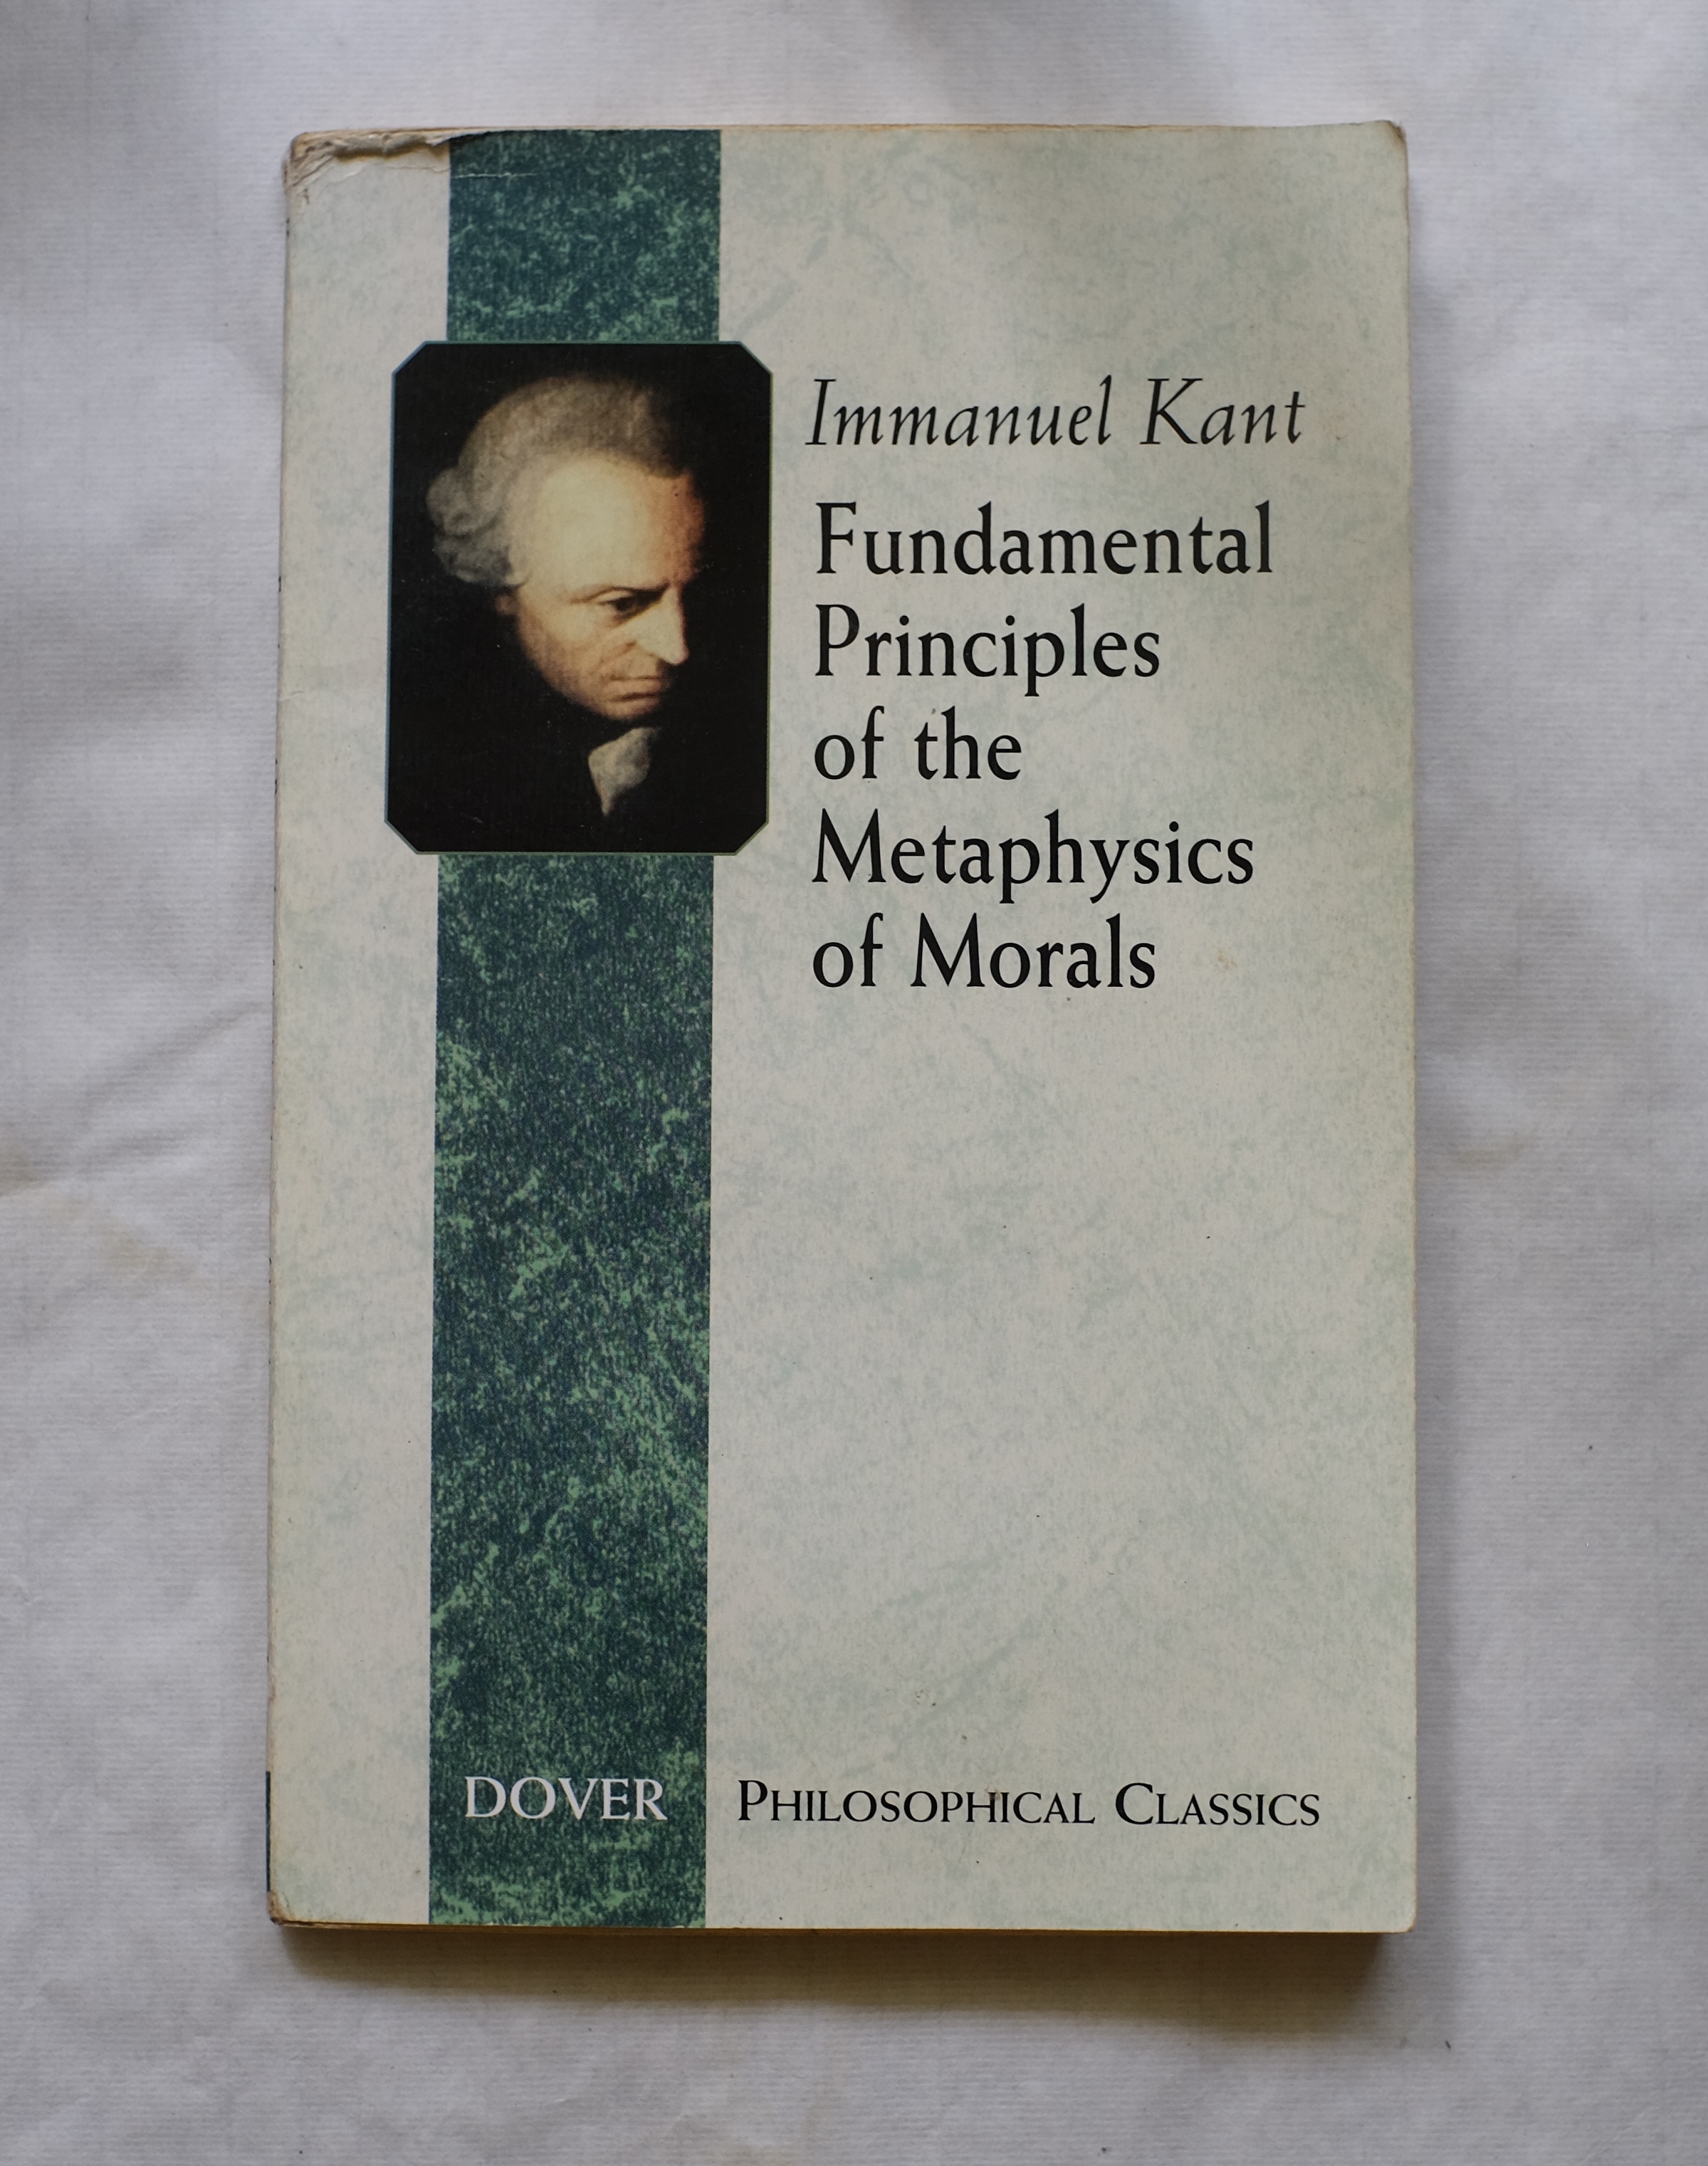 Immanuel Kant
Fundamental
Principles
of the
Metaphysics
of Morals
DOVER PHILOSOPHICAL CLASSICS